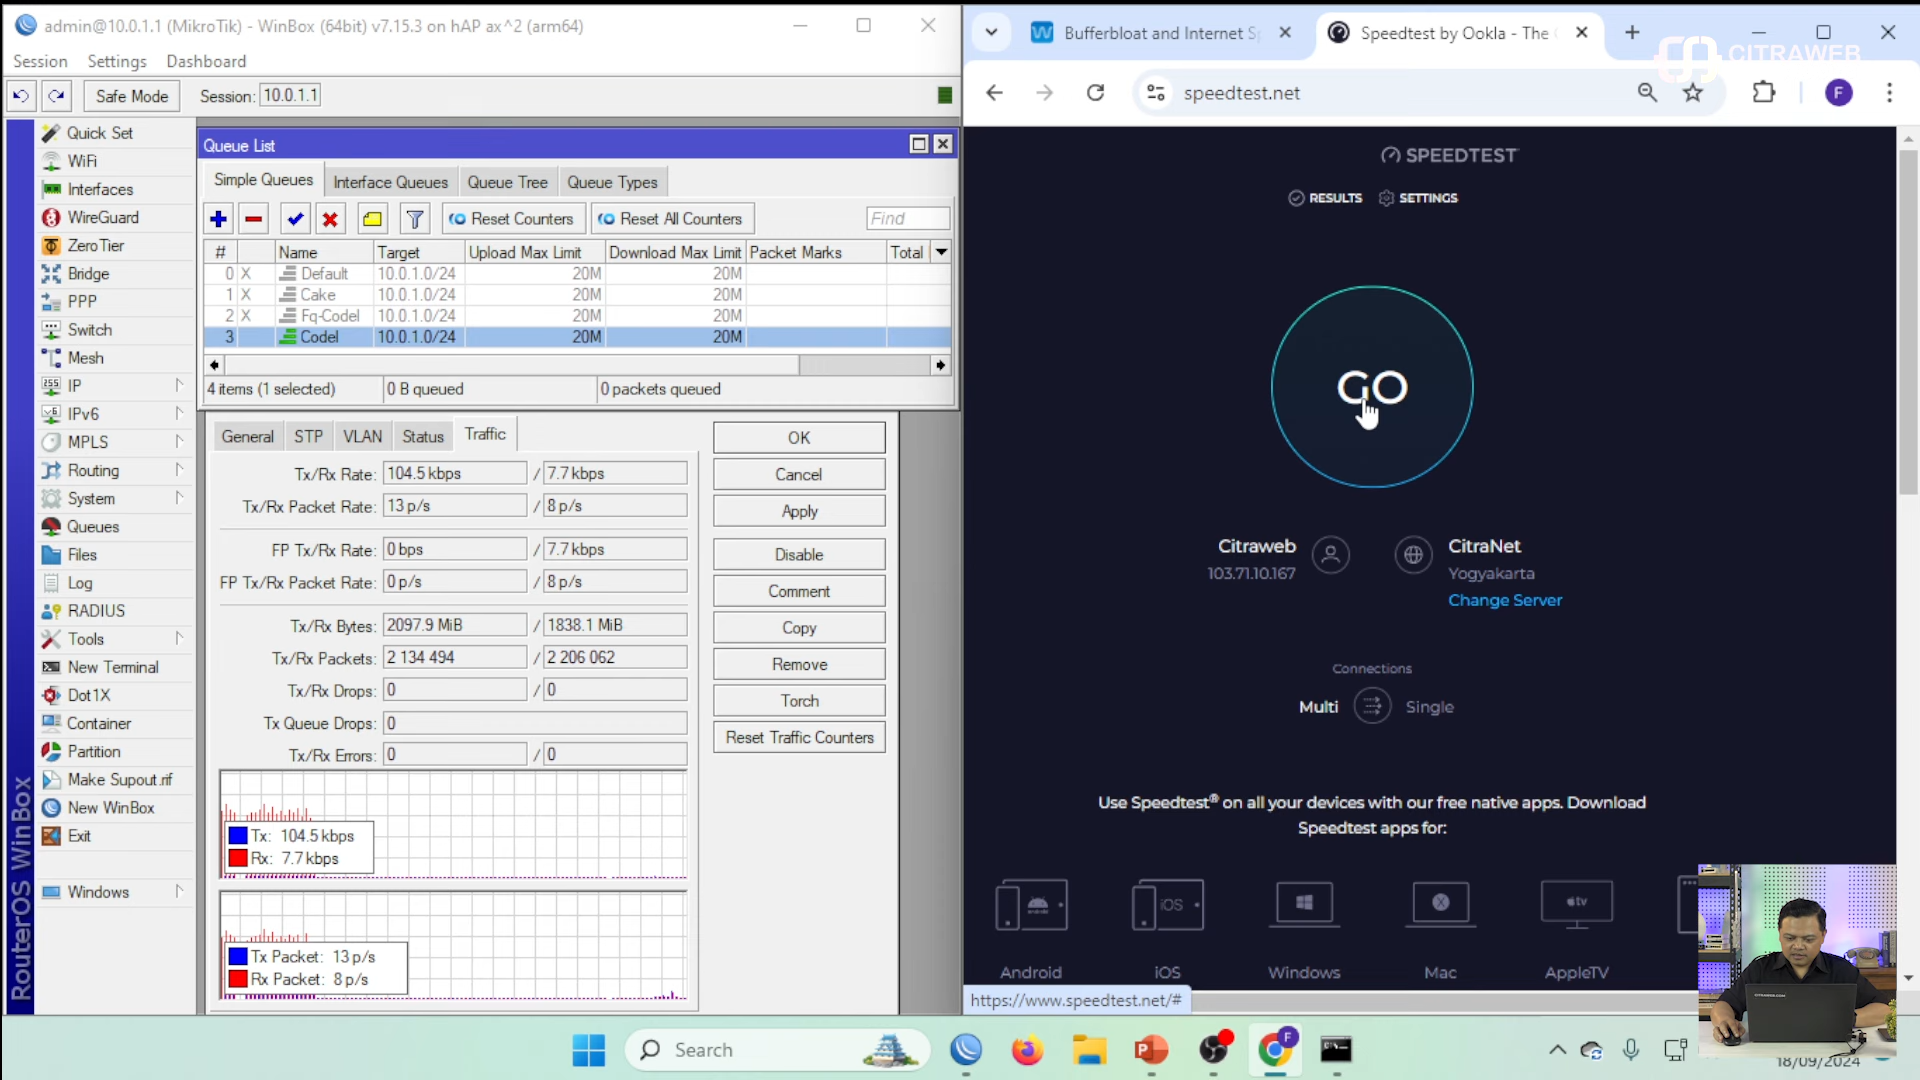 admin@10.0.1.1 (MikroTik) - WinBox (64bit) v7.15.3 on hAP ax^2 (arm64)
Session Settings Dashboard
Safe Mode Session: 10.0.1.1
Quick Set
WiFi
Interfaces
WireGuard
ZeroTier
Bridge
PPP
Switch
Mesh
IP
IPv6
MPLS
Routing
System
Queues
Files
Log
RADIUS
Tools
New Terminal
Dot1X
Container
Partition
Make Supout.rif
New WinBox
Exit
Windows
RouterOS WinBox
Queue List
Simple Queues Interface Queues Queue Tree Queue Types
Reset Counters Reset All Counters Find
# Name Target Upload Max Limit Download Max Limit Packet Marks Total
0 X Default 10.0.1.0/24 20M 20M
1 X Cake 10.0.1.0/24 20M 20M
2 X Fq-Codel 10.0.1.0/24 20M 20M
3 Codel 10.0.1.0/24 20M 20M
4 items (1 selected) 0 B queued 0 packets queued
General STP VLAN Status Traffic
Tx/Rx Rate: 104.5 kbps / 7.7 kbps
Tx/Rx Packet Rate: 13 p/s / 8 p/s
FP Tx/Rx Rate: 0 bps / 7.7 kbps
FP Tx/Rx Packet Rate: 0 p/s / 8 p/s
Tx/Rx Bytes: 2097.9 MiB / 1838.1 MiB
Tx/Rx Packets: 2 134 494 / 2 206 062
Tx/Rx Drops: 0 / 0
Tx Queue Drops: 0
Tx/Rx Errors: 0 / 0
Tx: 104.5 kbps
Rx: 7.7 kbps
Tx Packet: 13 p/s
Rx Packet: 8 p/s
OK
Cancel
Apply
Disable
Comment
Copy
Remove
Torch
Reset Traffic Counters
Bufferbloat and Internet Sp Speedtest by Ookla - The
CITRAWEB
speedtest.net F
SPEEDTEST
RESULTS SETTINGS
GO
Citraweb
103.71.10.167
CitraNet
Yogyakarta
Change Server
Connections
Multi Single
Use Speedtest® on all your devices with our free native apps. Download
Speedtest apps for:
android iOS tv
Android iOS Windows Mac AppleTV
https://www.speedtest.net/#
Search
F
18/09/2024